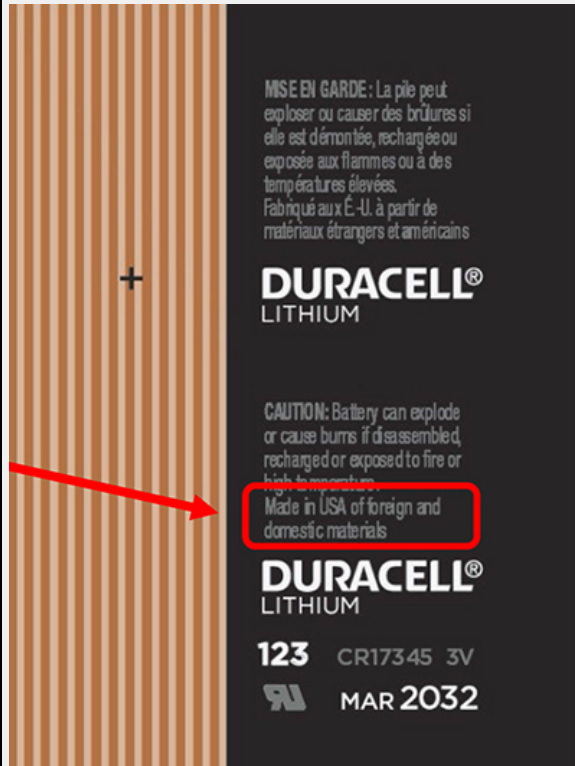 MISE EN GARDE : La pile peut
exploser ou causer des brûlures si
elle est démontée, rechargée ou
exposée aux flammes ou à des
températures élevées.
Fabriqué aux É.-U. à partir de
matériaux étrangers et américains
+
DURACELL®
LITHIUM
CAUTION: Battery can explode
or cause burns if disassembled,
recharged or exposed to fire or
high temperature.
Made in USA of foreign and
domestic materials
DURACELL®
LITHIUM
123 CR17345 3V
RU MAR 2032